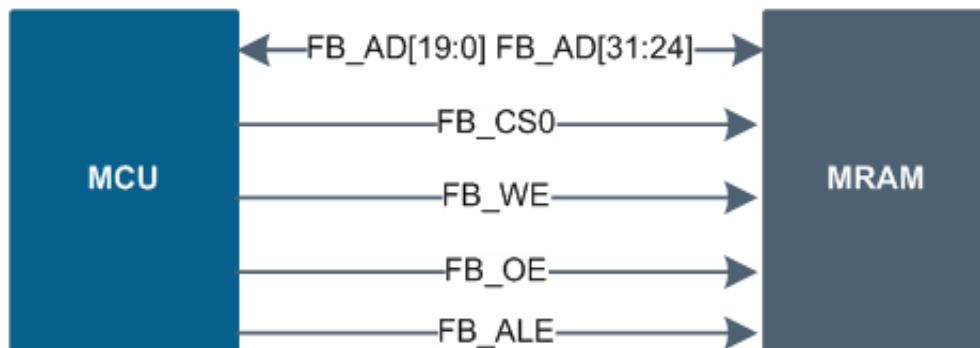 FB_AD[19:0] FB_AD[31:24]
FB_CS0
MCU
MRAM
FB_WE
FB_OE
FB_ALE